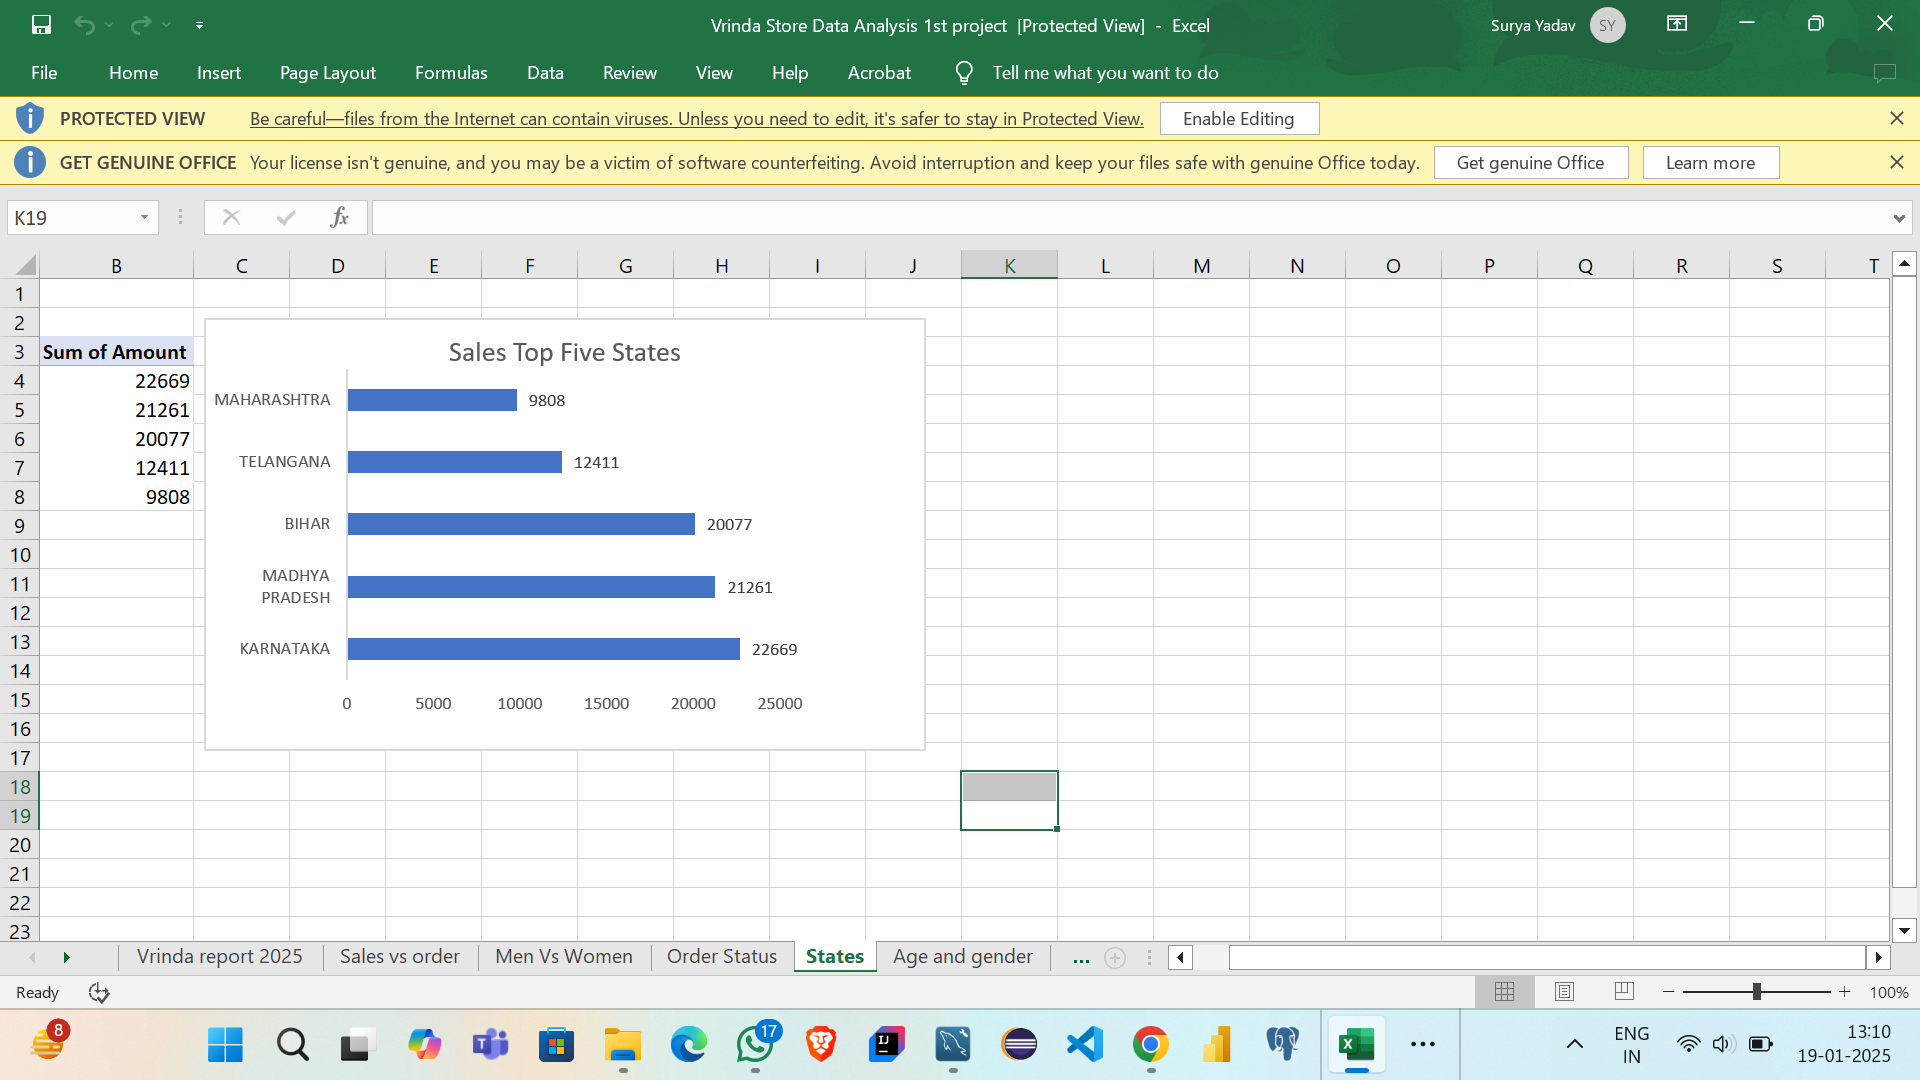 Vrinda Store Data Analysis 1st project [Protected View] - Excel
Surya Yadav SY
File Home Insert Page Layout Formulas Data Review View Help Acrobat Tell me what you want to do
PROTECTED VIEW Be careful—files from the Internet can contain viruses. Unless you need to edit, it's safer to stay in Protected View. Enable Editing
GET GENUINE OFFICE Your license isn't genuine, and you may be a victim of software counterfeiting. Avoid interruption and keep your files safe with genuine Office today. Get genuine Office Learn more
K19 fx
B C D E F G H I J K L M N O P Q R S T
1
2
3 Sum of Amount
4 22669
5 21261
6 20077
7 12411
8 9808
9
10
11
12
13
14
15
16
17
18
19
20
21
22
23
Sales Top Five States
MAHARASHTRA 9808
TELANGANA 12411
BIHAR 20077
MADHYA
PRADESH 21261
KARNATAKA 22669
0 5000 10000 15000 20000 25000
Vrinda report 2025 Sales vs order Men Vs Women Order Status States Age and gender ...
Ready 100%
8 17 IJ ENG 13:10
IN 19-01-2025